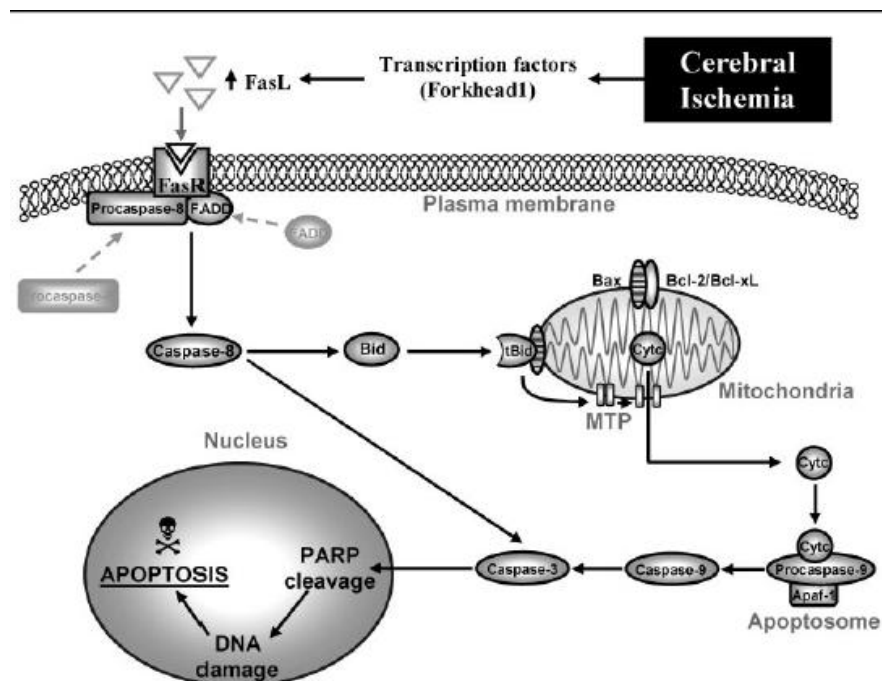 Cerebral
Ischemia
Transcription factors
(Forkhead1)
FasL
FasR
Procaspase-8
FADD
FADD
Plasma membrane
Bax
Bcl-2/Bcl-xL
Caspase-8
Bid
tBid
Cytc
Mitochondria
MTP
Nucleus
Cytc
Cytc
Procaspase-9
Apaf-1
Apoptosome
Caspase-9
Caspase-3
PARP
cleavage
APOPTOSIS
DNA
damage